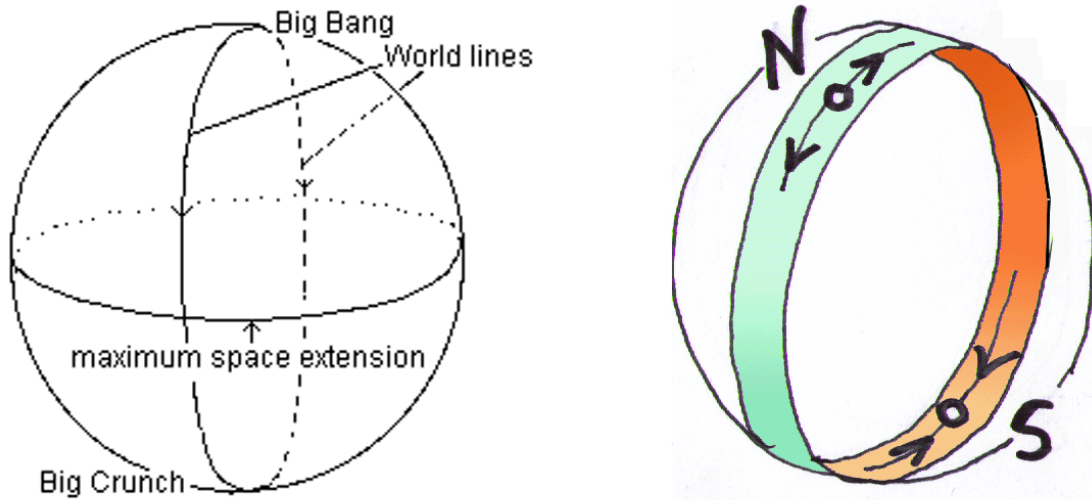 Big Bang
World lines
maximum space extension
Big Crunch
N
S